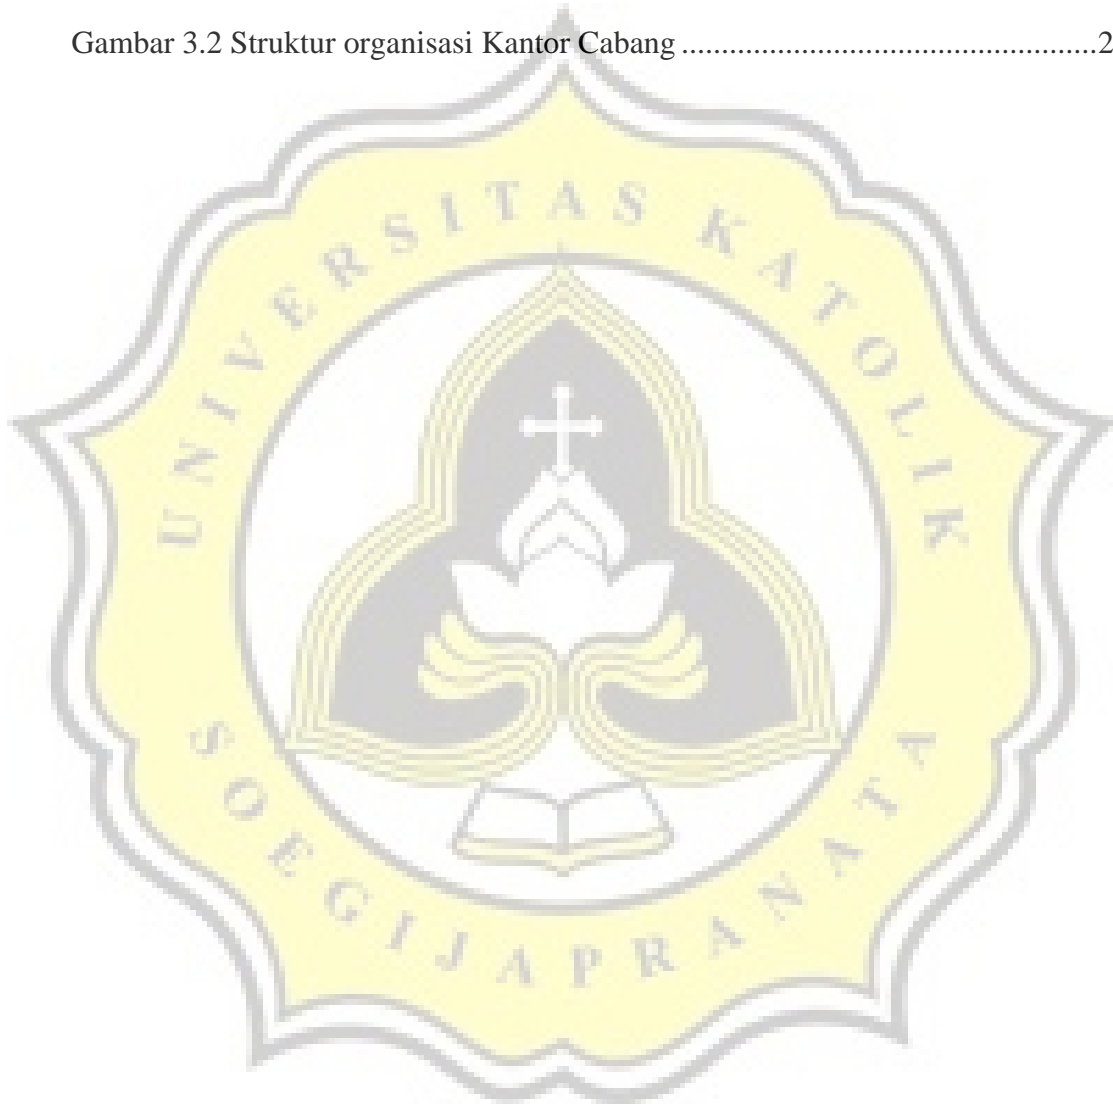 Gambar 3.2 Struktur organisasi Kantor Cabang ....................................................2
UNIVERSITAS KATOLIK
SOEGIJAPRANATA